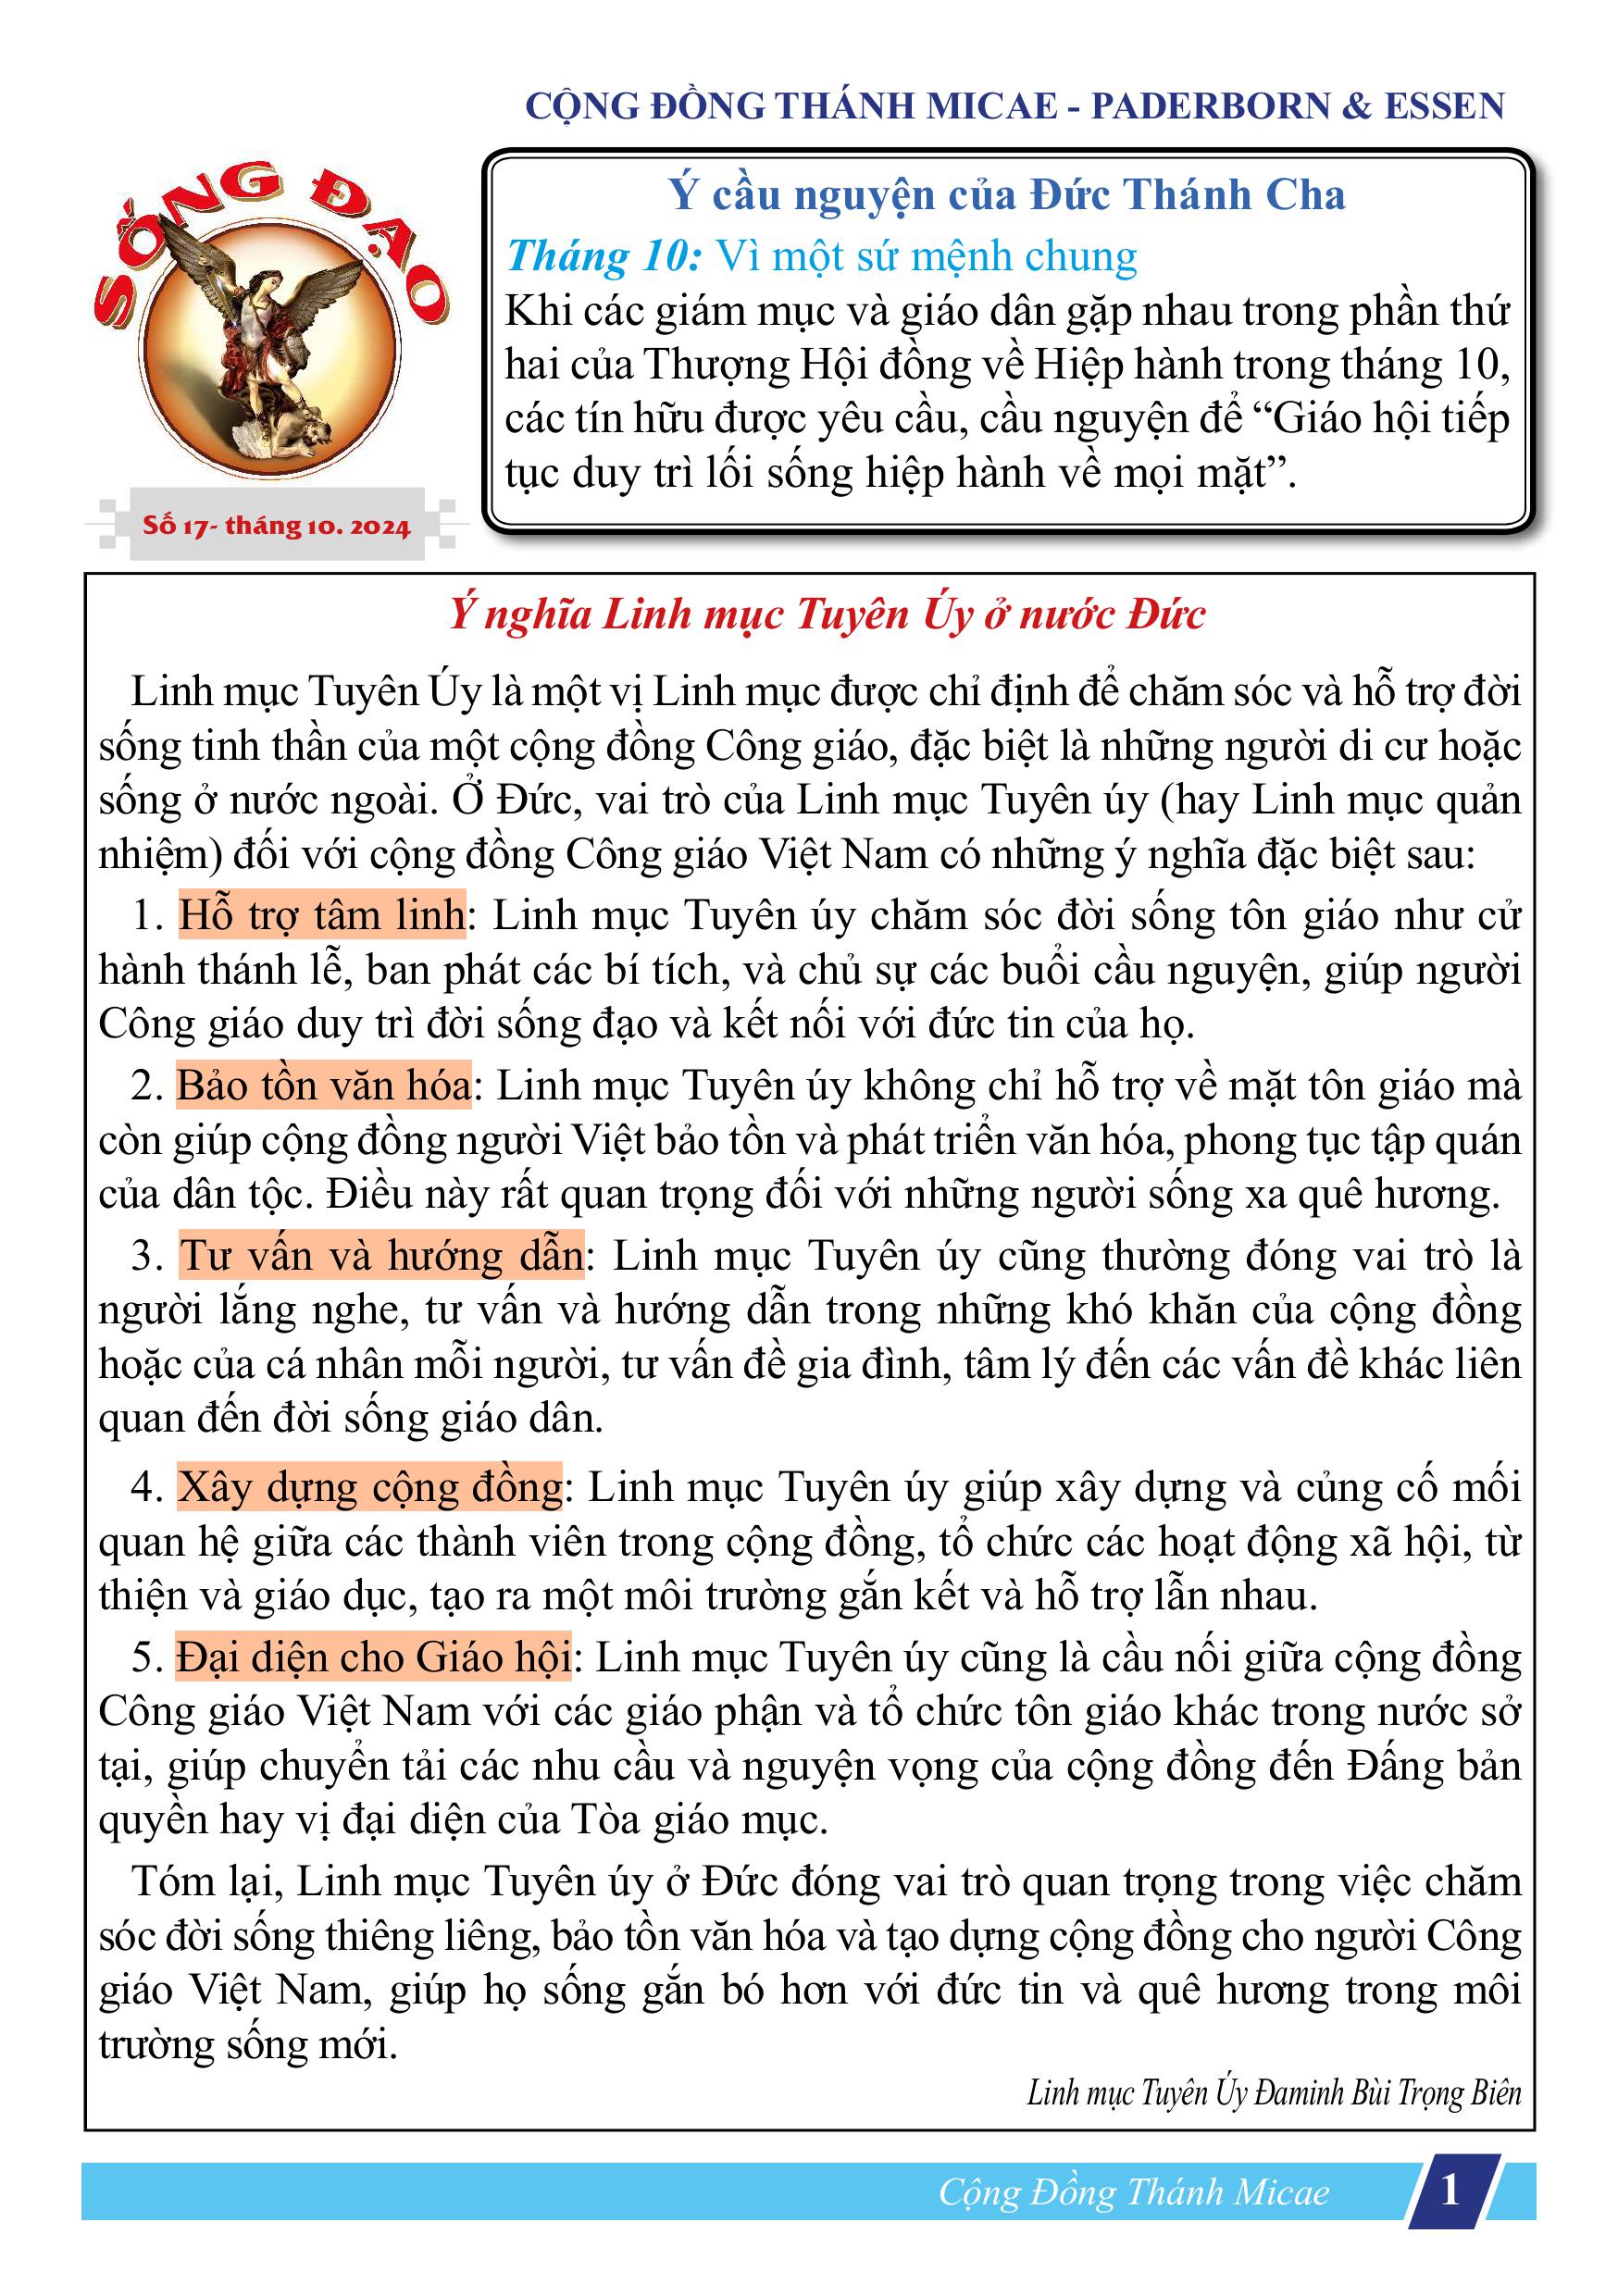 CỘNG ĐỒNG THÁNH MICAE - PADERBORN & ESSEN
SỐNG ĐẠO
Số 17- tháng 10. 2024
Ý cầu nguyện của Đức Thánh Cha
Tháng 10: Vì một sứ mệnh chung
Khi các giám mục và giáo dân gặp nhau trong phần thứ
hai của Thượng Hội đồng về Hiệp hành trong tháng 10,
các tín hữu được yêu cầu, cầu nguyện để “Giáo hội tiếp
tục duy trì lối sống hiệp hành về mọi mặt”.
Ý nghĩa Linh mục Tuyên Úy ở nước Đức
Linh mục Tuyên Úy là một vị Linh mục được chỉ định để chăm sóc và hỗ trợ đời
sống tinh thần của một cộng đồng Công giáo, đặc biệt là những người di cư hoặc
sống ở nước ngoài. Ở Đức, vai trò của Linh mục Tuyên úy (hay Linh mục quản
nhiệm) đối với cộng đồng Công giáo Việt Nam có những ý nghĩa đặc biệt sau:
1. Hỗ trợ tâm linh: Linh mục Tuyên úy chăm sóc đời sống tôn giáo như cử
hành thánh lễ, ban phát các bí tích, và chủ sự các buổi cầu nguyện, giúp người
Công giáo duy trì đời sống đạo và kết nối với đức tin của họ.
2. Bảo tồn văn hóa: Linh mục Tuyên úy không chỉ hỗ trợ về mặt tôn giáo mà
còn giúp cộng đồng người Việt bảo tồn và phát triển văn hóa, phong tục tập quán
của dân tộc. Điều này rất quan trọng đối với những người sống xa quê hương.
3. Tư vấn và hướng dẫn: Linh mục Tuyên úy cũng thường đóng vai trò là
người lắng nghe, tư vấn và hướng dẫn trong những khó khăn của cộng đồng
hoặc của cá nhân mỗi người, tư vấn đề gia đình, tâm lý đến các vấn đề khác liên
quan đến đời sống giáo dân.
4. Xây dựng cộng đồng: Linh mục Tuyên úy giúp xây dựng và củng cố mối
quan hệ giữa các thành viên trong cộng đồng, tổ chức các hoạt động xã hội, từ
thiện và giáo dục, tạo ra một môi trường gắn kết và hỗ trợ lẫn nhau.
5. Đại diện cho Giáo hội: Linh mục Tuyên úy cũng là cầu nối giữa cộng đồng
Công giáo Việt Nam với các giáo phận và tổ chức tôn giáo khác trong nước sở
tại, giúp chuyển tải các nhu cầu và nguyện vọng của cộng đồng đến Đấng bản
quyền hay vị đại diện của Tòa giáo mục.
Tóm lại, Linh mục Tuyên úy ở Đức đóng vai trò quan trọng trong việc chăm
sóc đời sống thiêng liêng, bảo tồn văn hóa và tạo dựng cộng đồng cho người Công
giáo Việt Nam, giúp họ sống gắn bó hơn với đức tin và quê hương trong môi
trường sống mới.
Linh mục Tuyên Úy Đaminh Bùi Trọng Biên
Cộng Đồng Thánh Micae
1